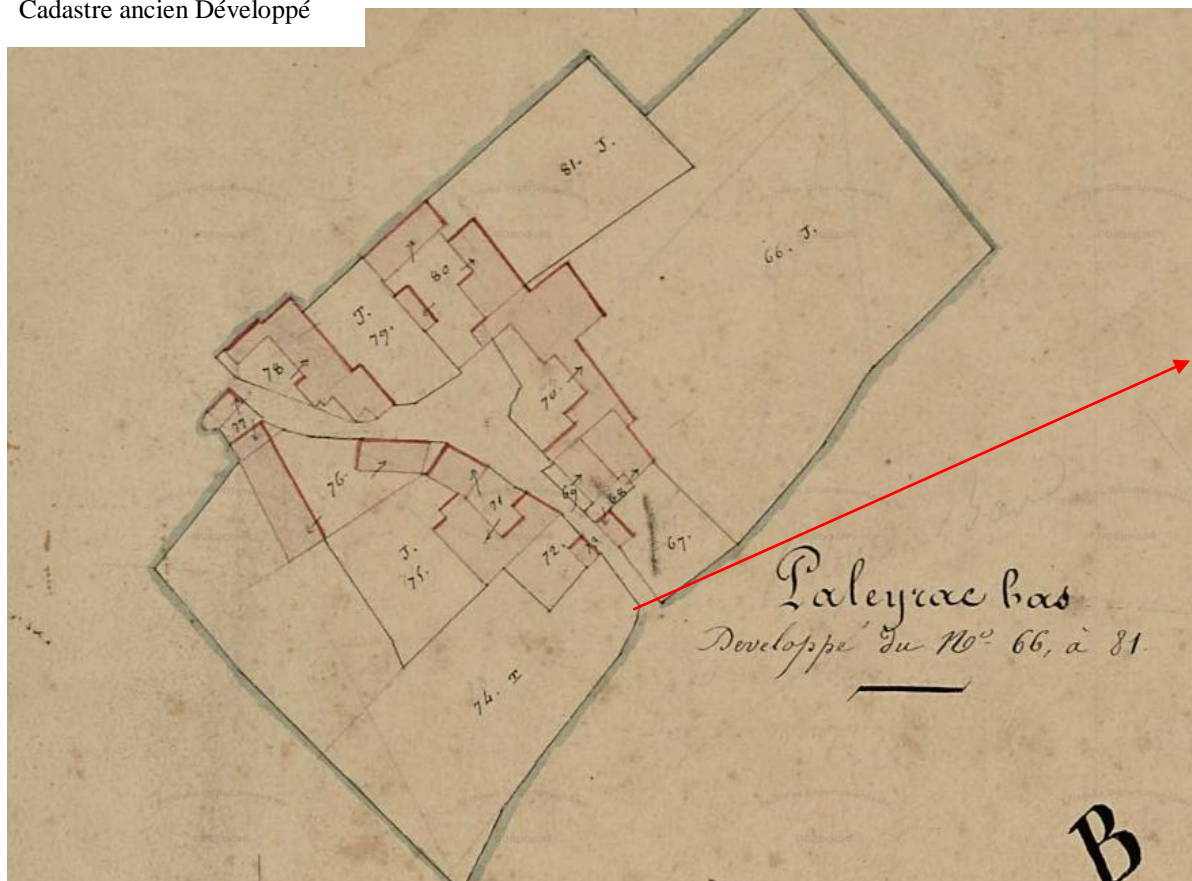 Cadastre ancien Développé
81. J.
66. J.
80
J.
79.
78
77.
70.
76.
69
68
71
J.
75.
72.
73
67.
Paleyrac bas
Developpé du Nº 66, à 81.
74.
B